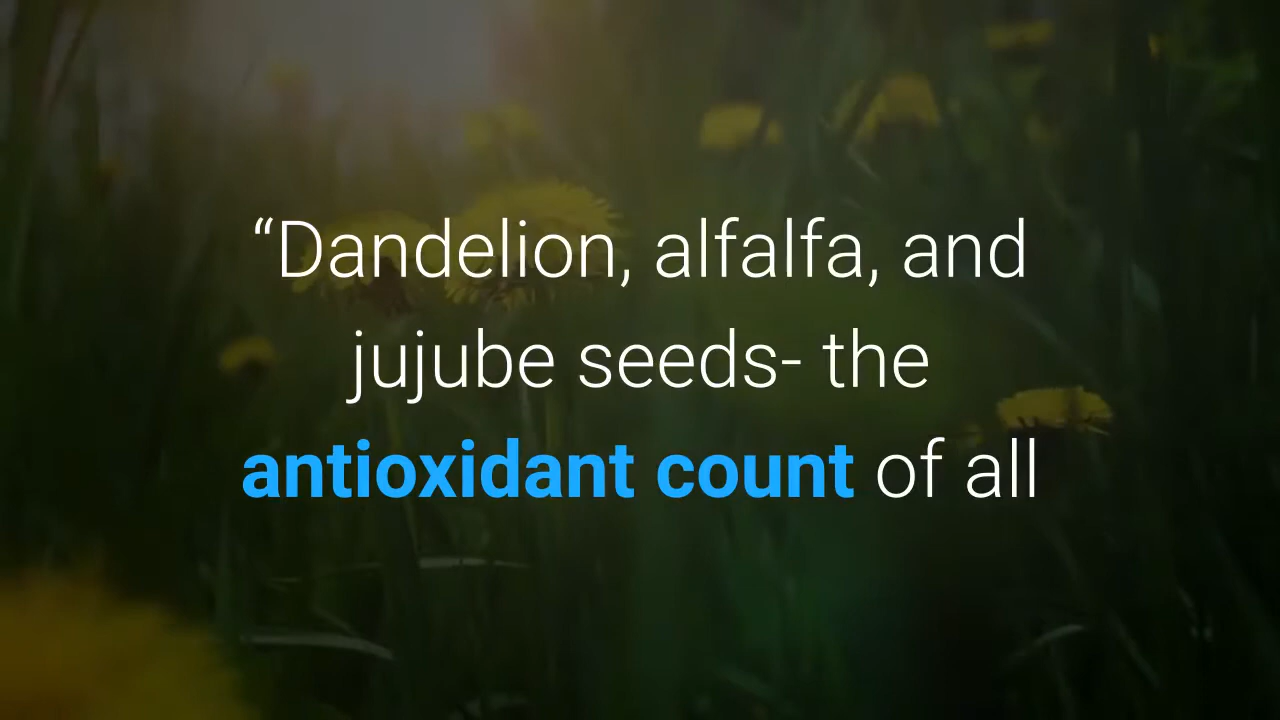 “Dandelion, alfalfa, and
jujube seeds- the
antioxidant count of all